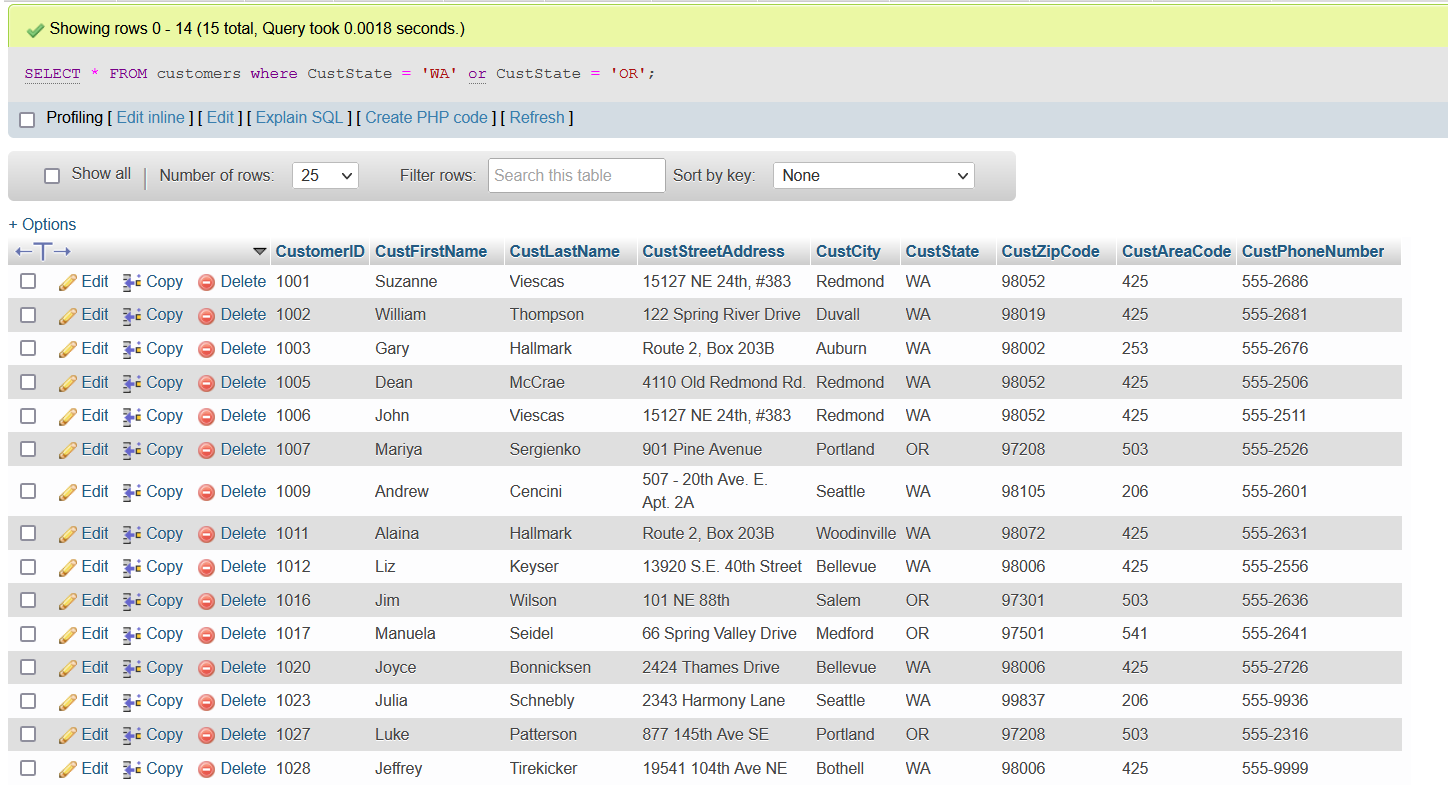 Showing rows 0 - 14 (15 total, Query took 0.0018 seconds.)
SELECT * FROM customers where CustState = 'WA' or CustState = 'OR';
Profiling [ Edit inline ] [ Edit ] [ Explain SQL ] [ Create PHP code ] [ Refresh ]
Show all Number of rows: 25 Filter rows: Search this table Sort by key: None
+ Options
←T→ CustomerID CustFirstName CustLastName CustStreetAddress CustCity CustState CustZipCode CustAreaCode CustPhoneNumber
Edit Copy Delete 1001 Suzanne Viescas 15127 NE 24th, #383 Redmond WA 98052 425 555-2686
Edit Copy Delete 1002 William Thompson 122 Spring River Drive Duvall WA 98019 425 555-2681
Edit Copy Delete 1003 Gary Hallmark Route 2, Box 203B Auburn WA 98002 253 555-2676
Edit Copy Delete 1005 Dean McCrae 4110 Old Redmond Rd. Redmond WA 98052 425 555-2506
Edit Copy Delete 1006 John Viescas 15127 NE 24th, #383 Redmond WA 98052 425 555-2511
Edit Copy Delete 1007 Mariya Sergienko 901 Pine Avenue Portland OR 97208 503 555-2526
Edit Copy Delete 1009 Andrew Cencini 507 - 20th Ave. E. Seattle WA 98105 206 555-2601
Apt. 2A
Edit Copy Delete 1011 Alaina Hallmark Route 2, Box 203B Woodinville WA 98072 425 555-2631
Edit Copy Delete 1012 Liz Keyser 13920 S.E. 40th Street Bellevue WA 98006 425 555-2556
Edit Copy Delete 1016 Jim Wilson 101 NE 88th Salem OR 97301 503 555-2636
Edit Copy Delete 1017 Manuela Seidel 66 Spring Valley Drive Medford OR 97501 541 555-2641
Edit Copy Delete 1020 Joyce Bonnicksen 2424 Thames Drive Bellevue WA 98006 425 555-2726
Edit Copy Delete 1023 Julia Schnebly 2343 Harmony Lane Seattle WA 99837 206 555-9936
Edit Copy Delete 1027 Luke Patterson 877 145th Ave SE Portland OR 97208 503 555-2316
Edit Copy Delete 1028 Jeffrey Tirekicker 19541 104th Ave NE Bothell WA 98006 425 555-9999